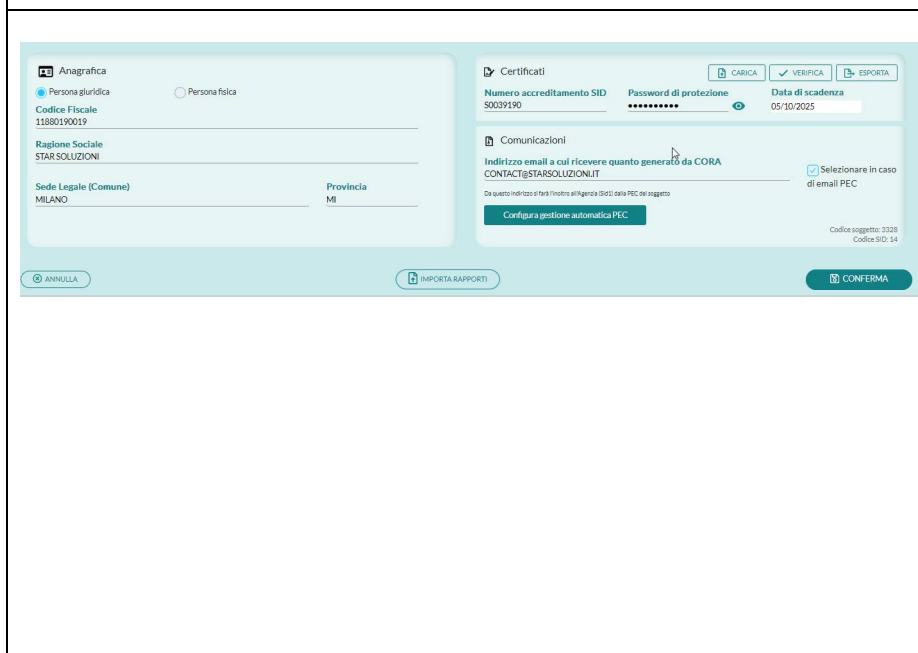 Anagrafica
Persona giuridica
Persona fisica
Codice Fiscale
11880190019
Ragione Sociale
STAR SOLUZIONI
Sede Legale (Comune)
Provincia
MILANO
MI
Certificati
CARICA
VERIFICA
ESPORTA
Numero accreditamento SID
Password di protezione
Data di scadenza
S0039190
••••••••••
05/10/2025
Comunicazioni
Indirizzo email a cui ricevere quanto generato da CORA
CONTACT@STARSOLUZIONI.IT
Selezionare in caso
di email PEC
Da questo indirizzo si farà l'inoltro all'Agenzia (Sid1) dalla PEC del soggetto
Configura gestione automatica PEC
Codice soggetto: 3328
Codice SID: 14
ANNULLA
IMPORTA RAPPORTI
CONFERMA